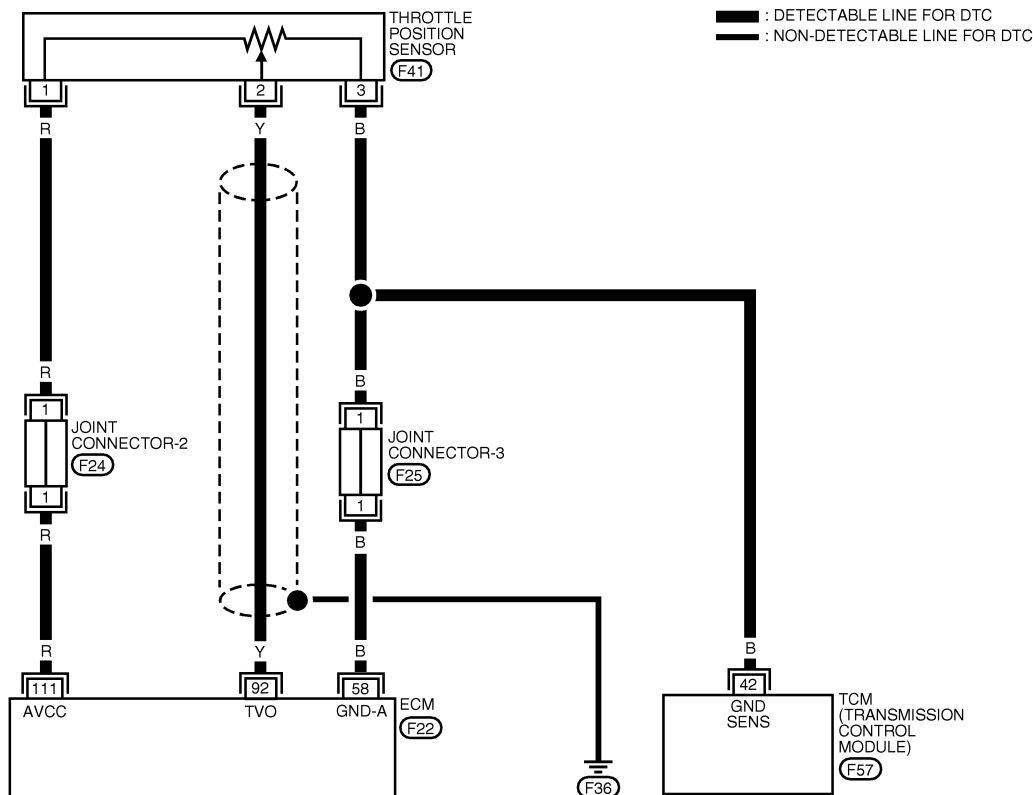 THROTTLE
POSITION
SENSOR
F41
: DETECTABLE LINE FOR DTC
: NON-DETECTABLE LINE FOR DTC
1
2
3
R
Y
B
R
B
1
JOINT
CONNECTOR-2
F24
1
1
JOINT
CONNECTOR-3
F25
1
R
B
R
Y
B
B
111
92
58
42
AVCC
TVO
GND-A
ECM
F22
GND
SENS
TCM
(TRANSMISSION
CONTROL
MODULE)
F57
F36